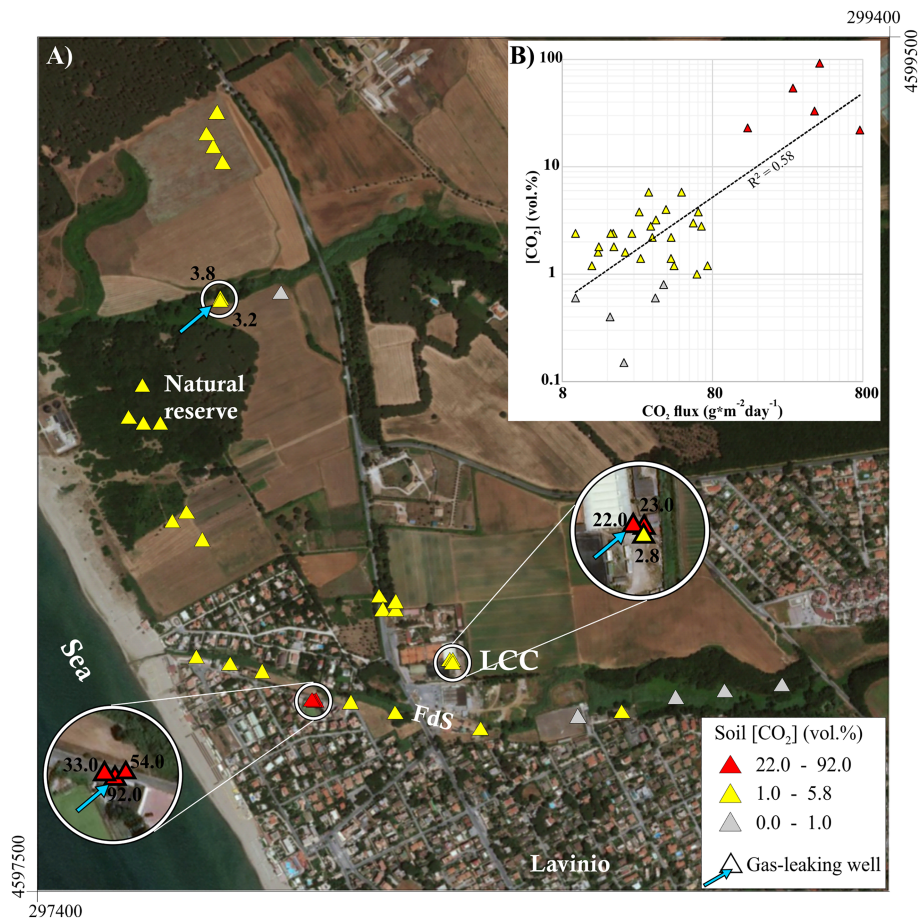 299400
4599500
A)
B)
100
10
1
0.1
[CO₂] (vol.%)
R² = 0.58
8
80
800
CO₂ flux (g*m⁻²day⁻¹)
3.8
3.2
Natural
reserve
23.0
22.0
2.8
Sea
LCC
FdS
33.0
54.0
92.0
Lavinio
Soil [CO₂] (vol.%)
22.0 - 92.0
1.0 - 5.8
0.0 - 1.0
Gas-leaking well
4597500
297400